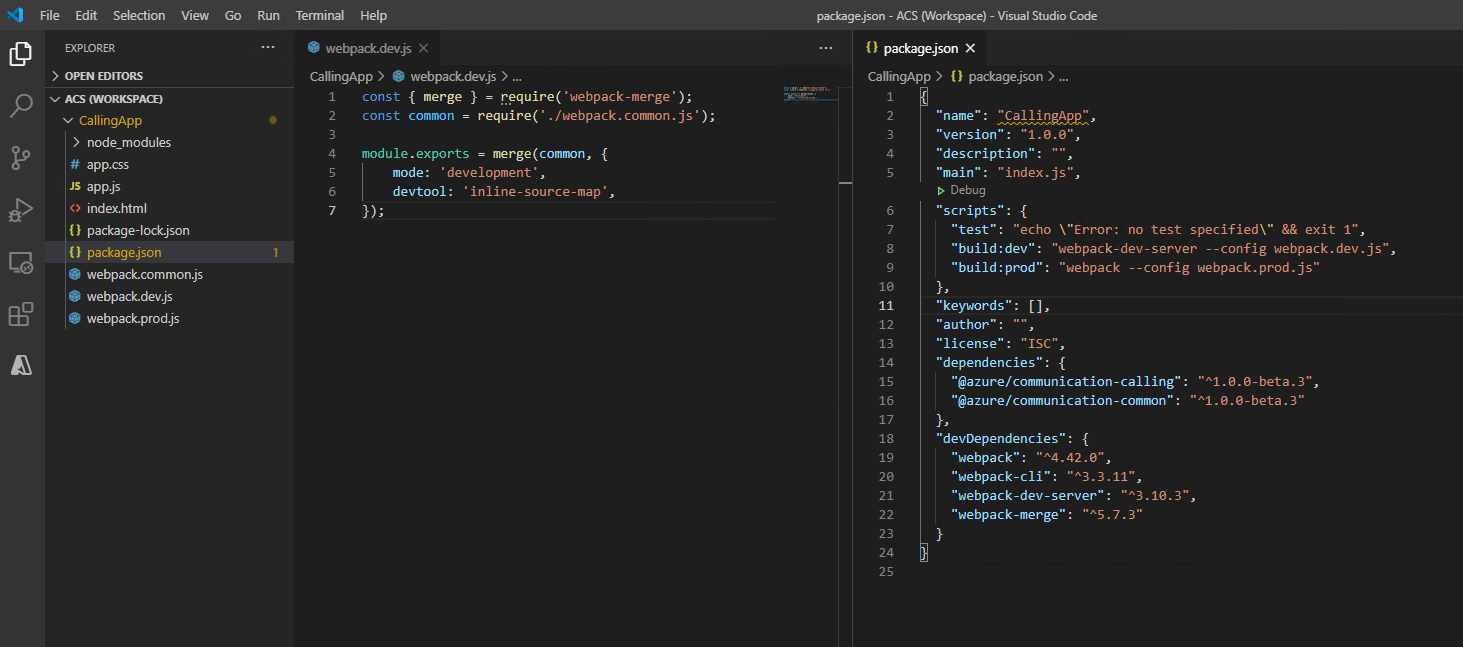 File Edit Selection View Go Run Terminal Help
package.json - ACS (Workspace) - Visual Studio Code
EXPLORER
OPEN EDITORS
ACS (WORKSPACE)
CallingApp
node_modules
# app.css
JS app.js
<> index.html
{} package-lock.json
{} package.json 1
webpack.common.js
webpack.dev.js
webpack.prod.js
webpack.dev.js
CallingApp > webpack.dev.js > ...
1 const { merge } = require('webpack-merge');
2 const common = require('./webpack.common.js');
3
4 module.exports = merge(common, {
5 mode: 'development',
6 devtool: 'inline-source-map',
7 });
{} package.json
CallingApp > {} package.json > ...
1 {
2 "name": "CallingApp",
3 "version": "1.0.0",
4 "description": "",
5 "main": "index.js",
Debug
6 "scripts": {
7 "test": "echo \"Error: no test specified\" && exit 1",
8 "build:dev": "webpack-dev-server --config webpack.dev.js",
9 "build:prod": "webpack --config webpack.prod.js"
10 },
11 "keywords": [],
12 "author": "",
13 "license": "ISC",
14 "dependencies": {
15 "@azure/communication-calling": "^1.0.0-beta.3",
16 "@azure/communication-common": "^1.0.0-beta.3"
17 },
18 "devDependencies": {
19 "webpack": "^4.42.0",
20 "webpack-cli": "^3.3.11",
21 "webpack-dev-server": "^3.10.3",
22 "webpack-merge": "^5.7.3"
23 }
24 }
25